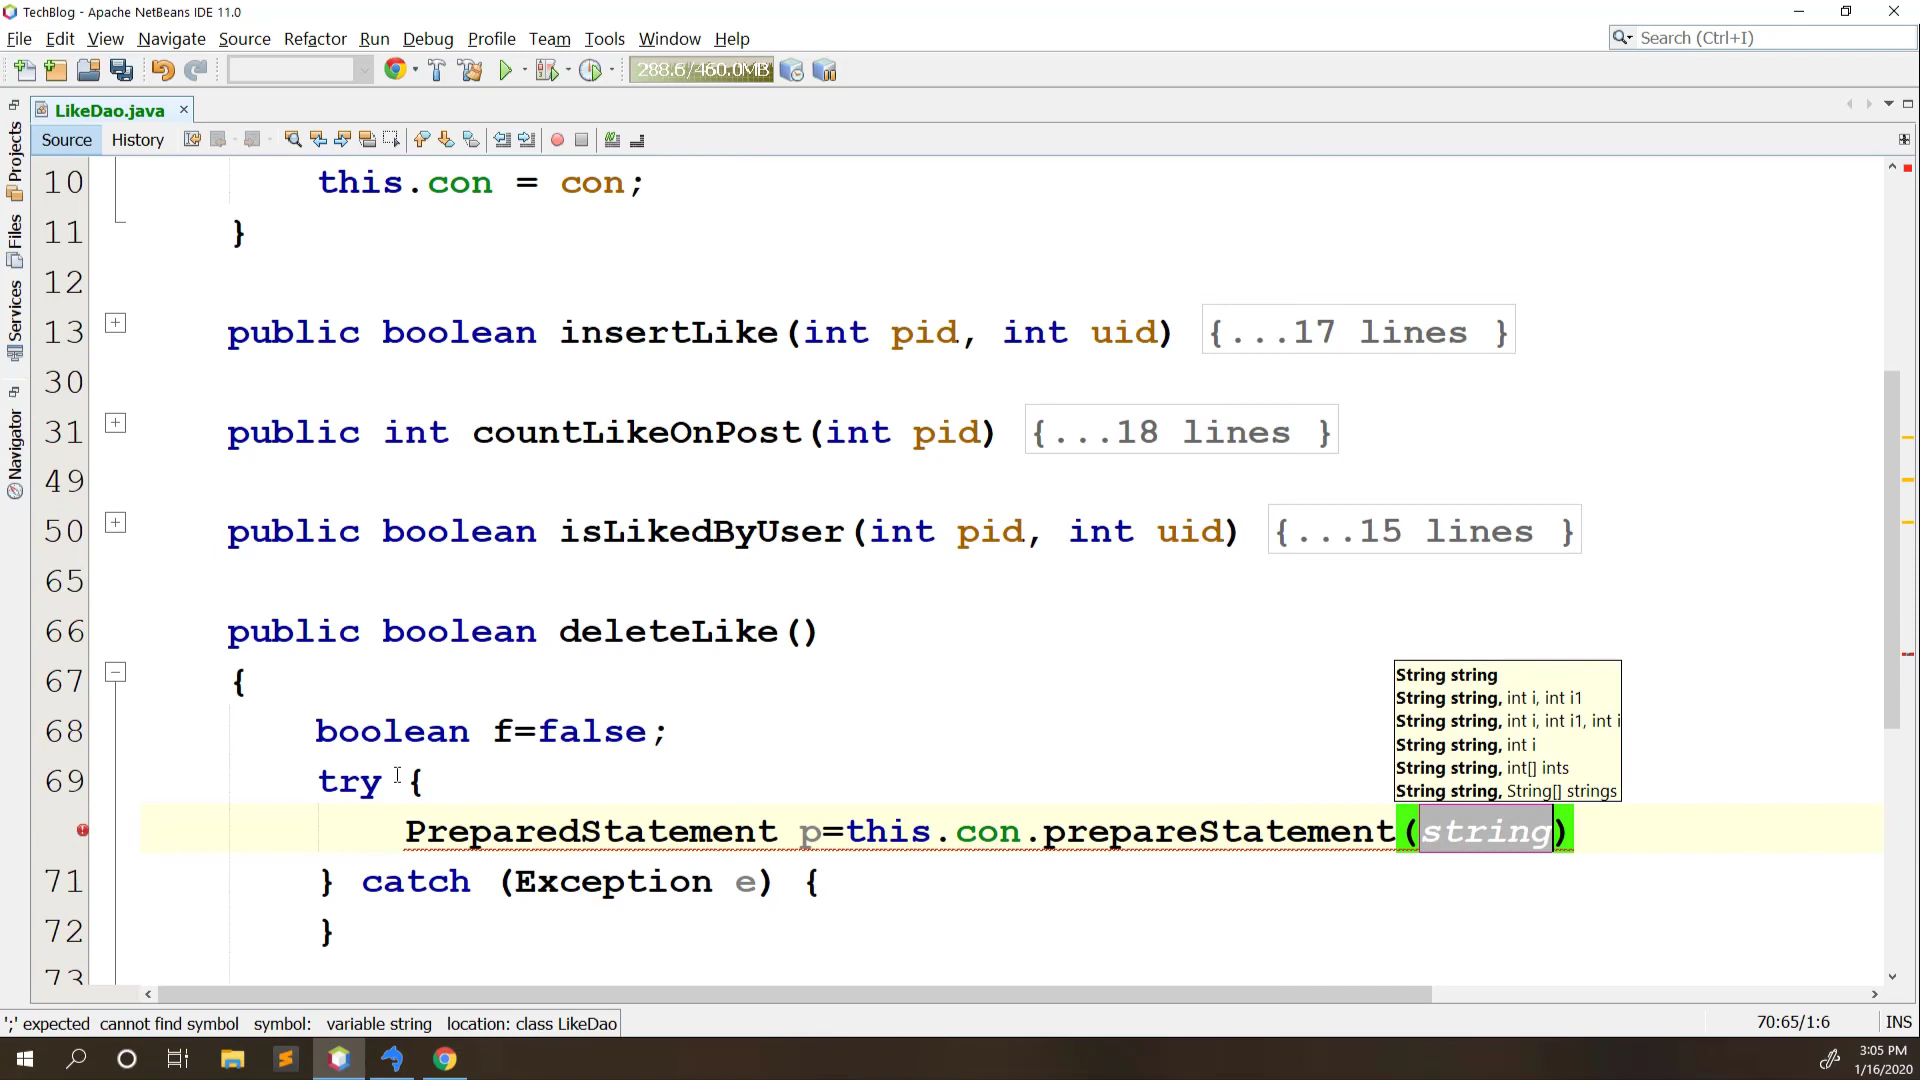 TechBlog - Apache NetBeans IDE 11.0
File Edit View Navigate Source Refactor Run Debug Profile Team Tools Window Help
Search (Ctrl+I)
288.6/460.0MB
LikeDao.java
Source History
Projects
Files
Services
Navigator
10 this.con = con;
11 }
12
13 public boolean insertLike(int pid, int uid) {...17 lines }
30
31 public int countLikeOnPost(int pid) {...18 lines }
49
50 public boolean isLikedByUser(int pid, int uid) {...15 lines }
65
66 public boolean deleteLike()
67 {
68 boolean f=false;
69 try {
PreparedStatement p=this.con.prepareStatement(string)
71 } catch (Exception e) {
72 }
73
String string
String string, int i, int i1
String string, int i, int i1, int i
String string, int i
String string, int[] ints
String string, String[] strings
';' expected cannot find symbol symbol: variable string location: class LikeDao
70:65/1:6 INS
3:05 PM
1/16/2020